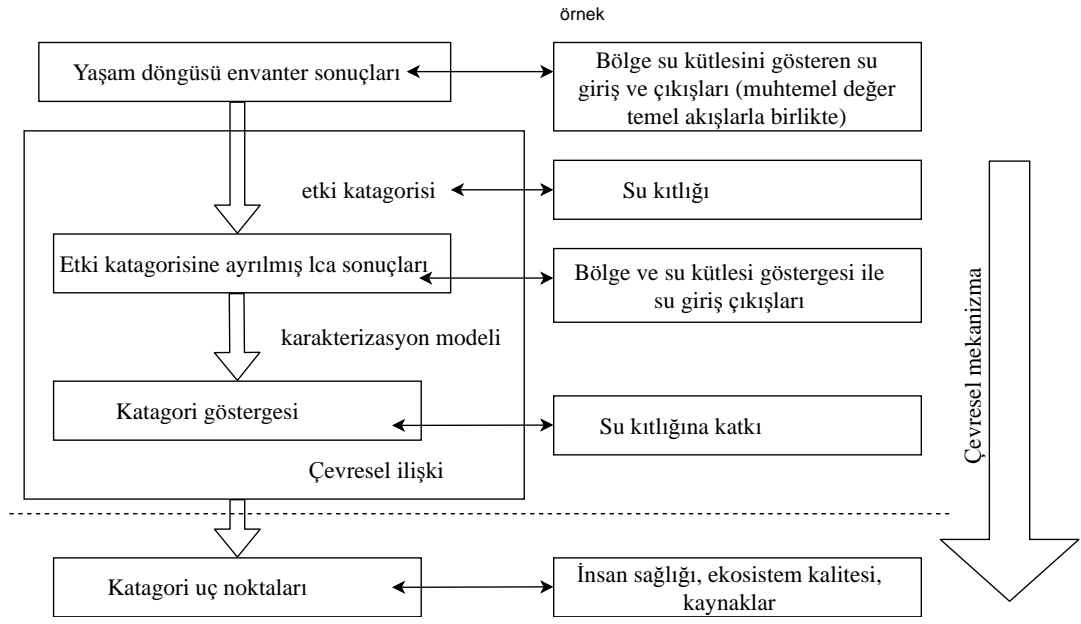 örnek
Yaşam döngüsü envanter sonuçları
Bölge su kütlesini gösteren su
giriş ve çıkışları (muhtemel değer
temel akışlarla birlikte)
etki katagorisi
Su kıtlığı
Etki katagorisine ayrılmış lca sonuçları
Bölge ve su kütlesi göstergesi ile
su giriş çıkışları
karakterizasyon modeli
Katagori göstergesi
Su kıtlığına katkı
Çevresel ilişki
Katagori uç noktaları
İnsan sağlığı, ekosistem kalitesi,
kaynaklar
Çevresel mekanizma